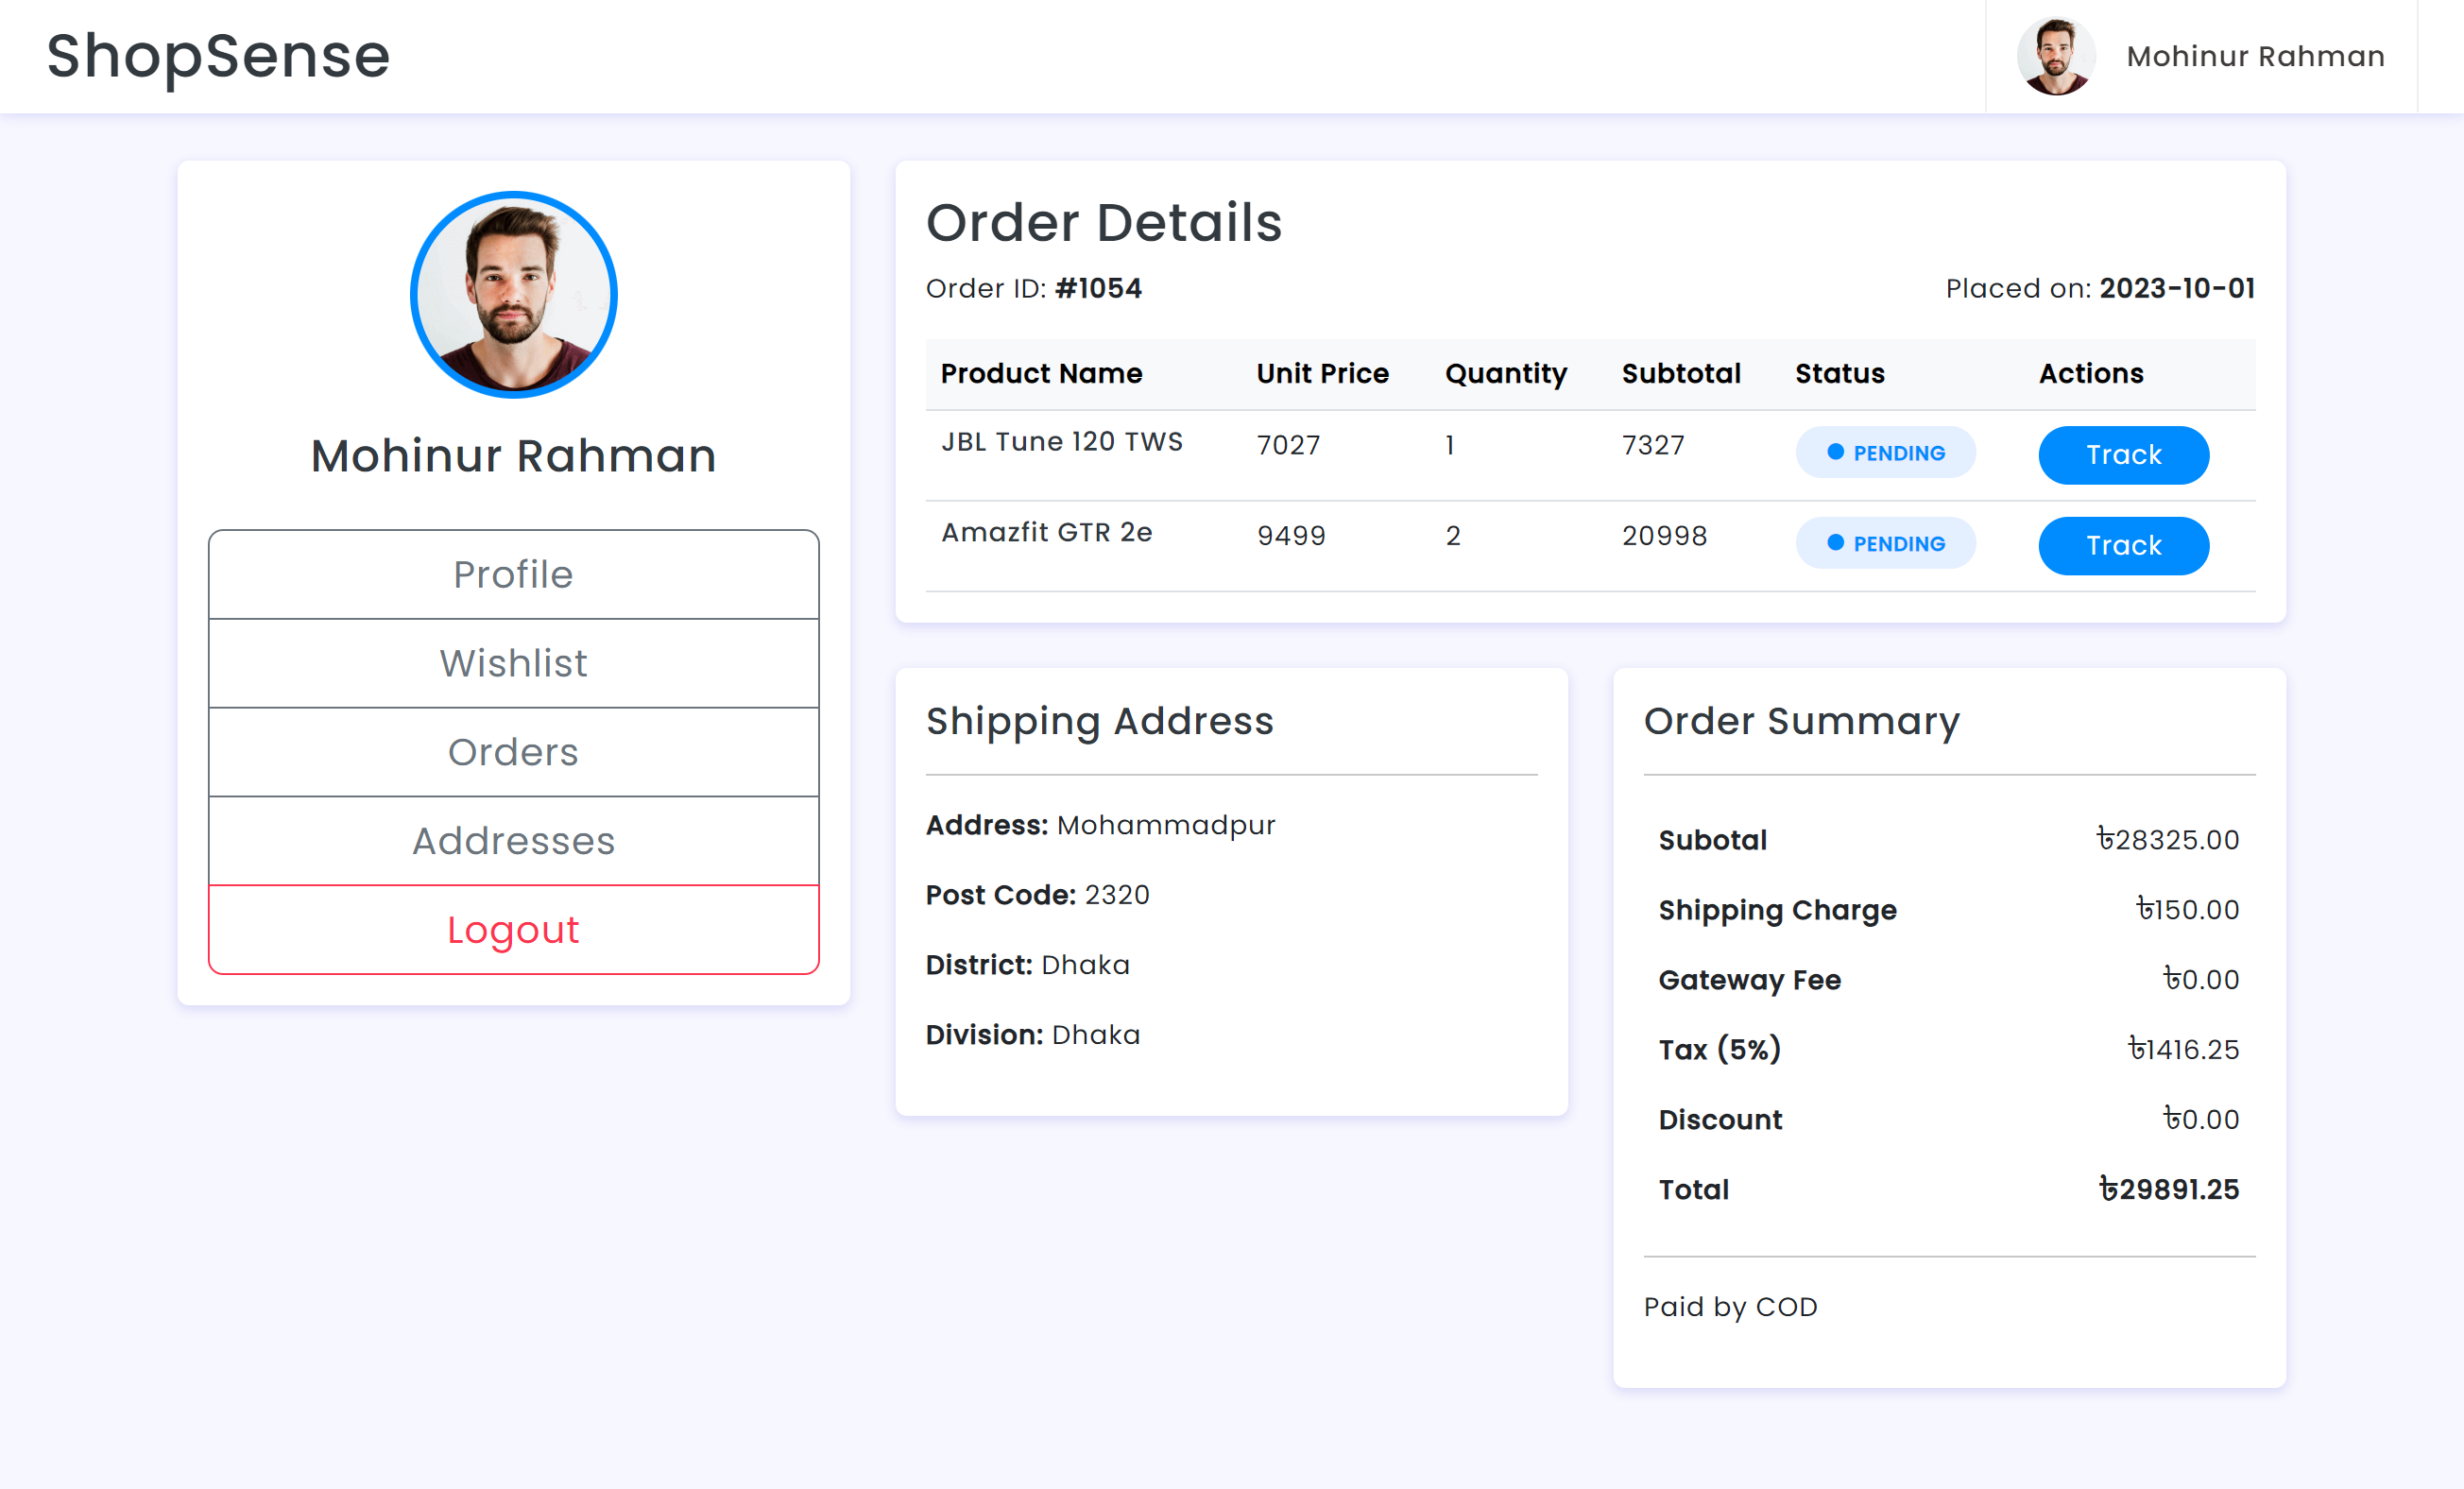 ShopSense
Mohinur Rahman
Mohinur Rahman
Profile
Wishlist
Orders
Addresses
Logout
Order Details
Order ID: #1054 Placed on: 2023-10-01
Product Name Unit Price Quantity Subtotal Status Actions
JBL Tune 120 TWS 7027 1 7327 PENDING Track
Amazfit GTR 2e 9499 2 20998 PENDING Track
Shipping Address
Address: Mohammadpur
Post Code: 2320
District: Dhaka
Division: Dhaka
Order Summary
Subotal ৳28325.00
Shipping Charge ৳150.00
Gateway Fee ৳0.00
Tax (5%) ৳1416.25
Discount ৳0.00
Total ৳29891.25
Paid by COD